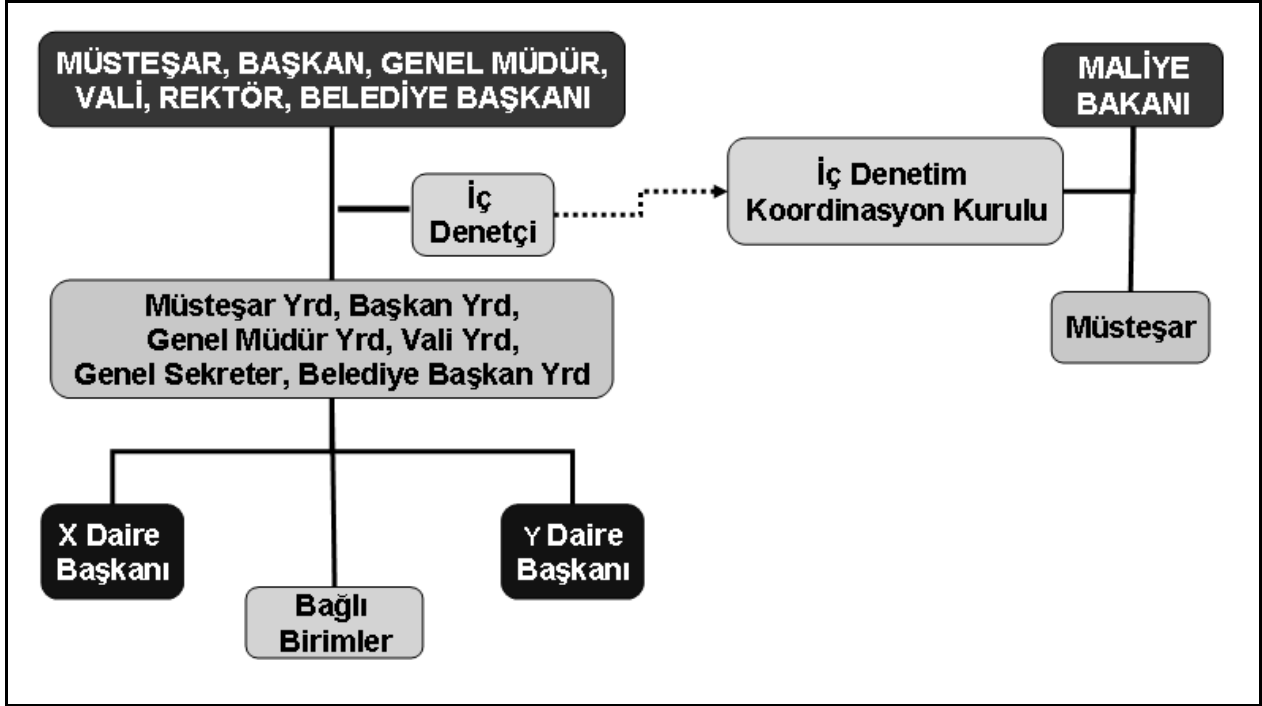 MÜSTEŞAR, BAŞKAN, GENEL MÜDÜR,
VALİ, REKTÖR, BELEDİYE BAŞKANI
MALİYE
BAKANI
İç
Denetçi
İç Denetim
Koordinasyon Kurulu
Müsteşar Yrd, Başkan Yrd,
Genel Müdür Yrd, Vali Yrd,
Genel Sekreter, Belediye Başkan Yrd
Müsteşar
X Daire
Başkanı
Y Daire
Başkanı
Bağlı
Birimler